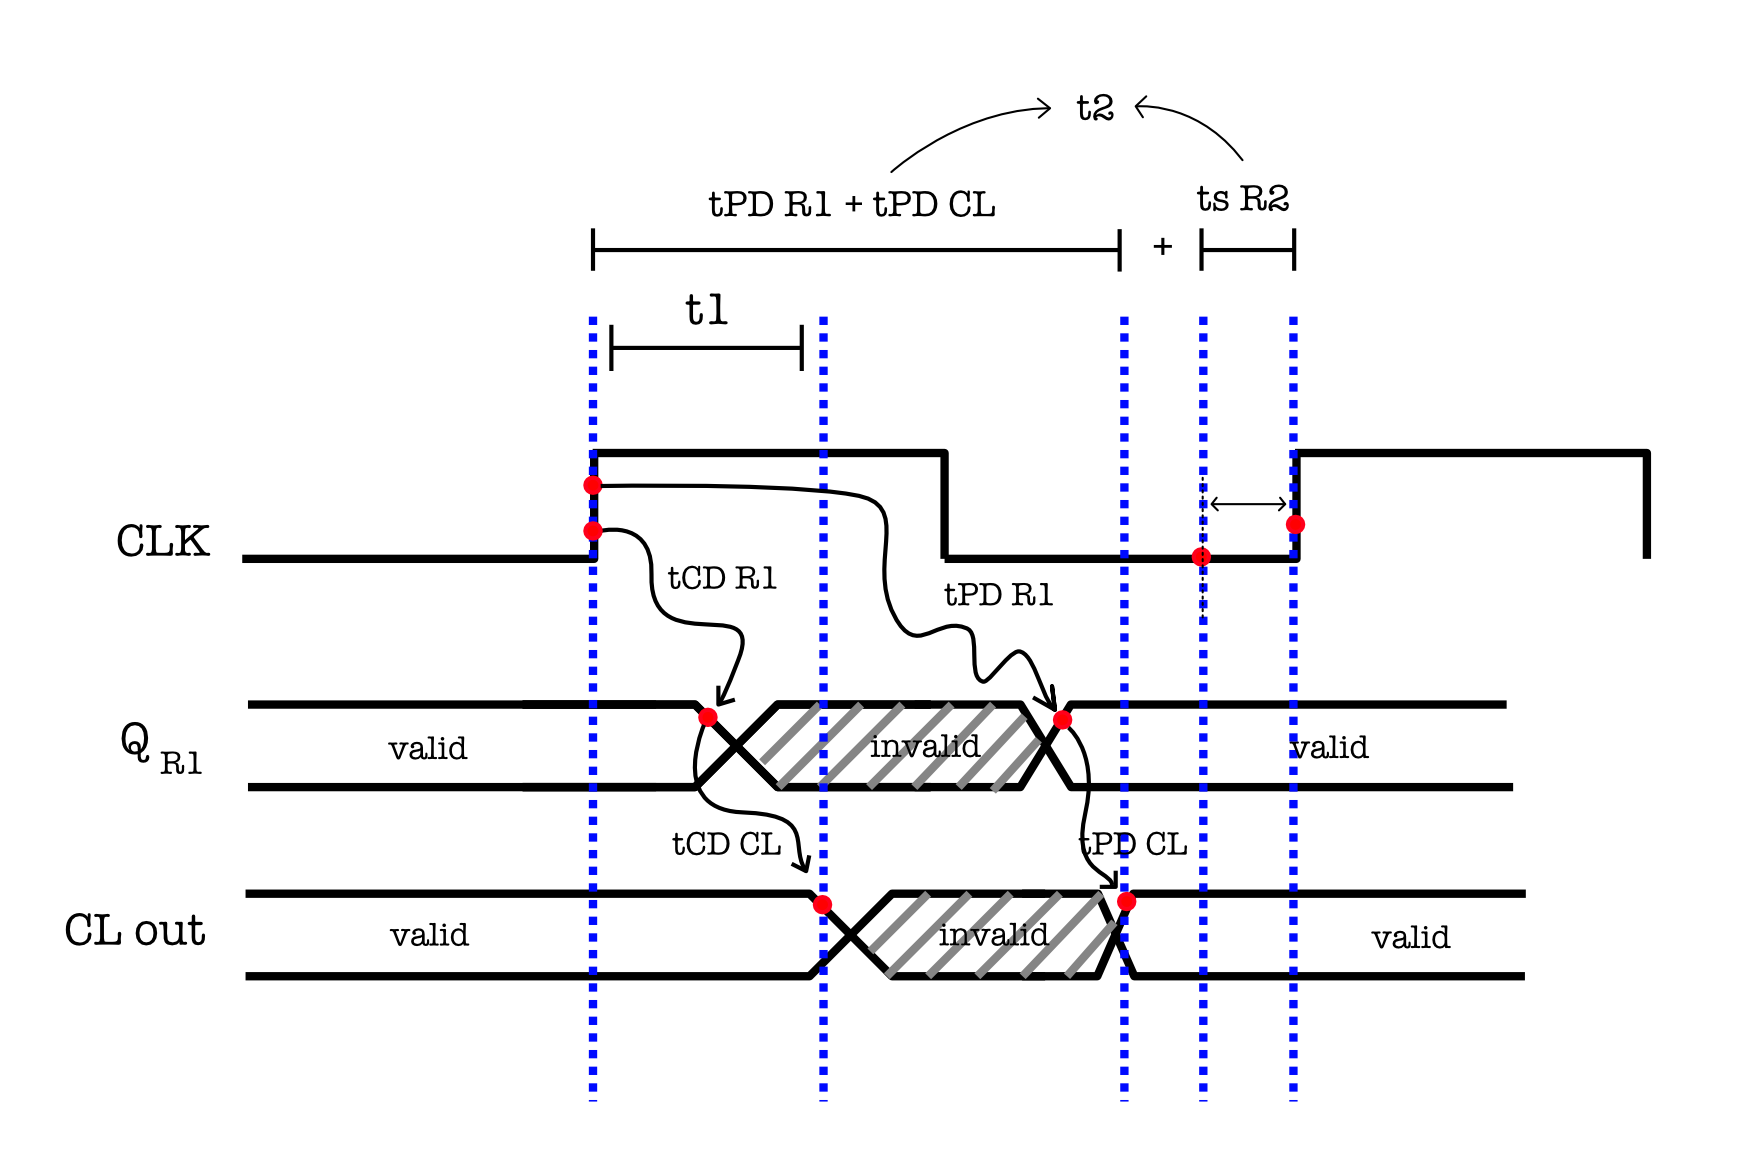 t2
tPD R1 + tPD CL
+
ts R2
t1
CLK
tCD R1
tPD R1
Q R1
valid
invalid
valid
tCD CL
tPD CL
CL out
valid
invalid
valid